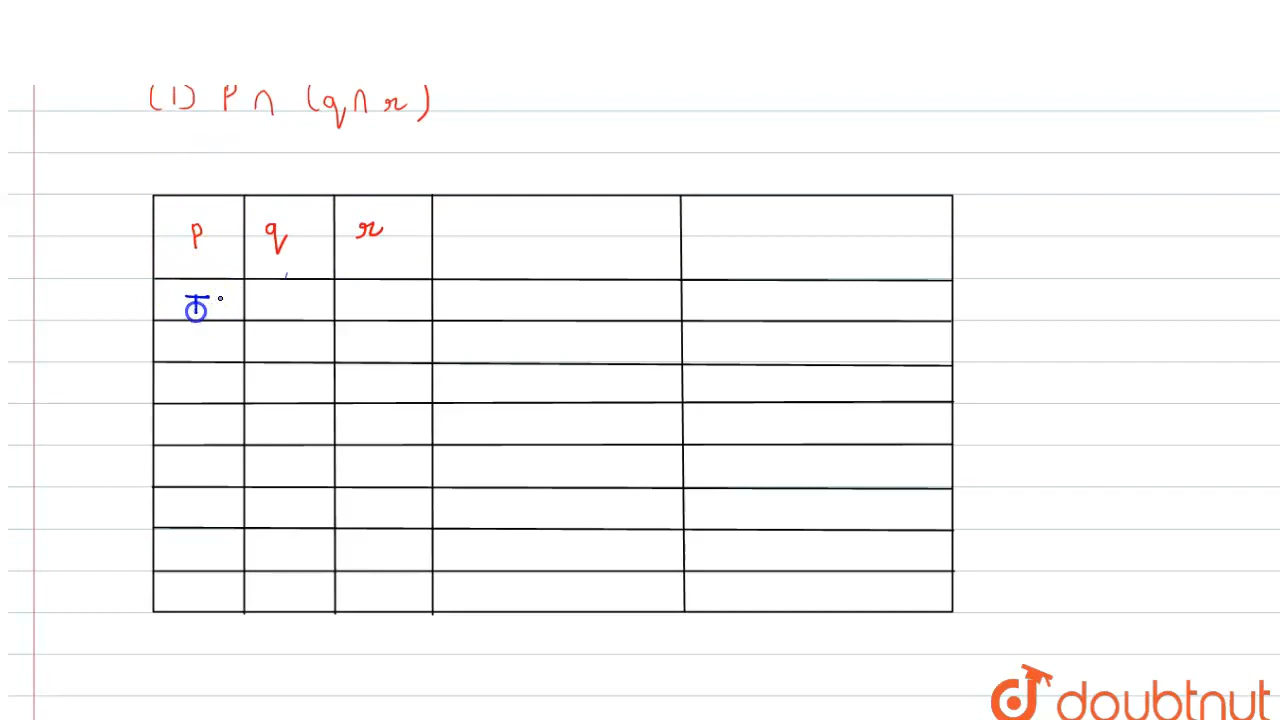 (1) p ∩ (q ∩ r)
p q r
T
doubtnut